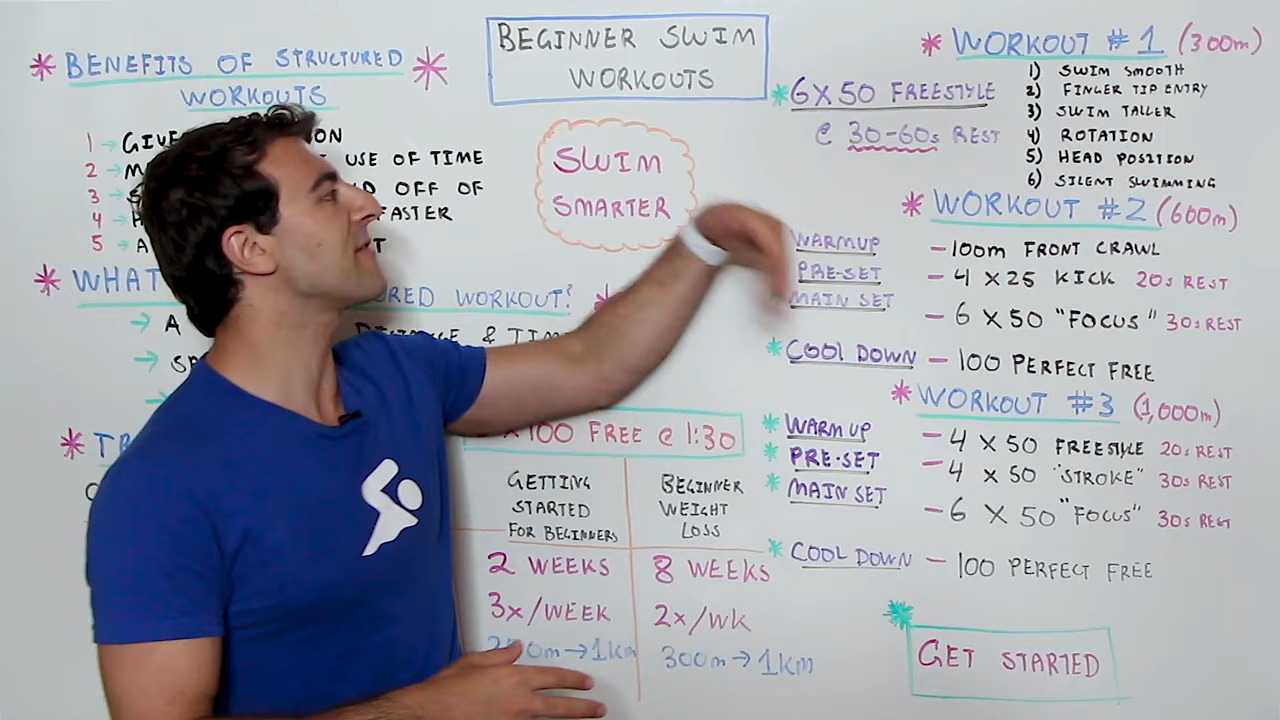 BEGINNER SWIM
WORKOUTS
* BENEFITS OF STRUCTURED *
WORKOUTS
1 → GIVE
2 → USE OF TIME
3 → OFF OF
4 → FASTER
5 →
SWIM
SMARTER
* WHAT WORKOUT? *
→ A & TIME
→
→
*
X100 FREE @ 1:30
GETTING
STARTED
FOR BEGINNERS
2 WEEKS
3x/WEEK
→1Km
BEGINNER
WEIGHT
LOSS
8 WEEKS
2x/WK
300m→1Km
* WORKOUT #1 (300m)
* 6X50 FREESTYLE
@ 30-60s REST
1) SWIM SMOOTH
2) FINGER TIP ENTRY
3) SWIM TALLER
4) ROTATION
5) HEAD POSITION
6) SILENT SWIMMING
* WORKOUT #2 (600m)
WARMUP - 100m FRONT CRAWL
PRE-SET - 4 X 25 KICK 20s REST
MAIN SET - 6 X 50 "FOCUS" 30s REST
* COOL DOWN - 100 PERFECT FREE
* WORKOUT #3 (1,000m)
* WARM UP - 4 X 50 FREESTYLE 20s REST
* PRE-SET - 4 X 50 "STROKE" 30s REST
* MAIN SET - 6 X 50 "FOCUS" 30s REST
* COOL DOWN - 100 PERFECT FREE
* GET STARTED